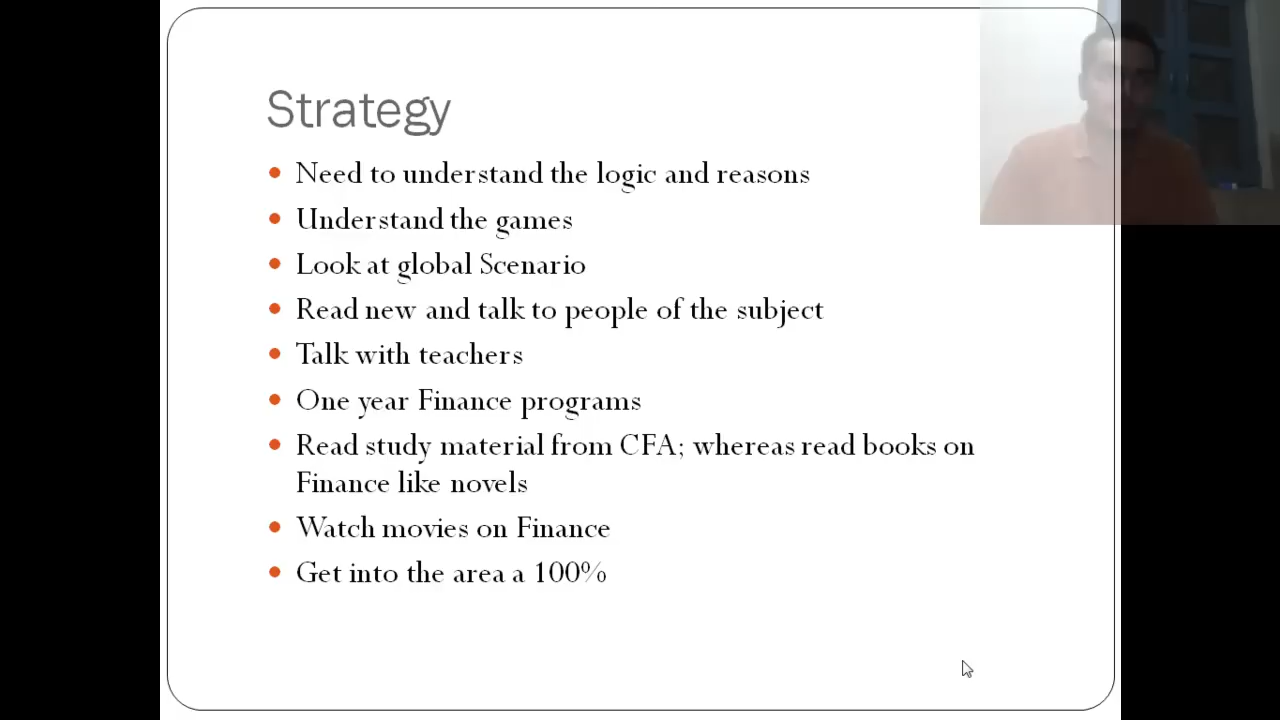 Strategy
Need to understand the logic and reasons
Understand the games
Look at global Scenario
Read new and talk to people of the subject
Talk with teachers
One year Finance programs
Read study material from CFA; whereas read books on
Finance like novels
Watch movies on Finance
Get into the area a 100%